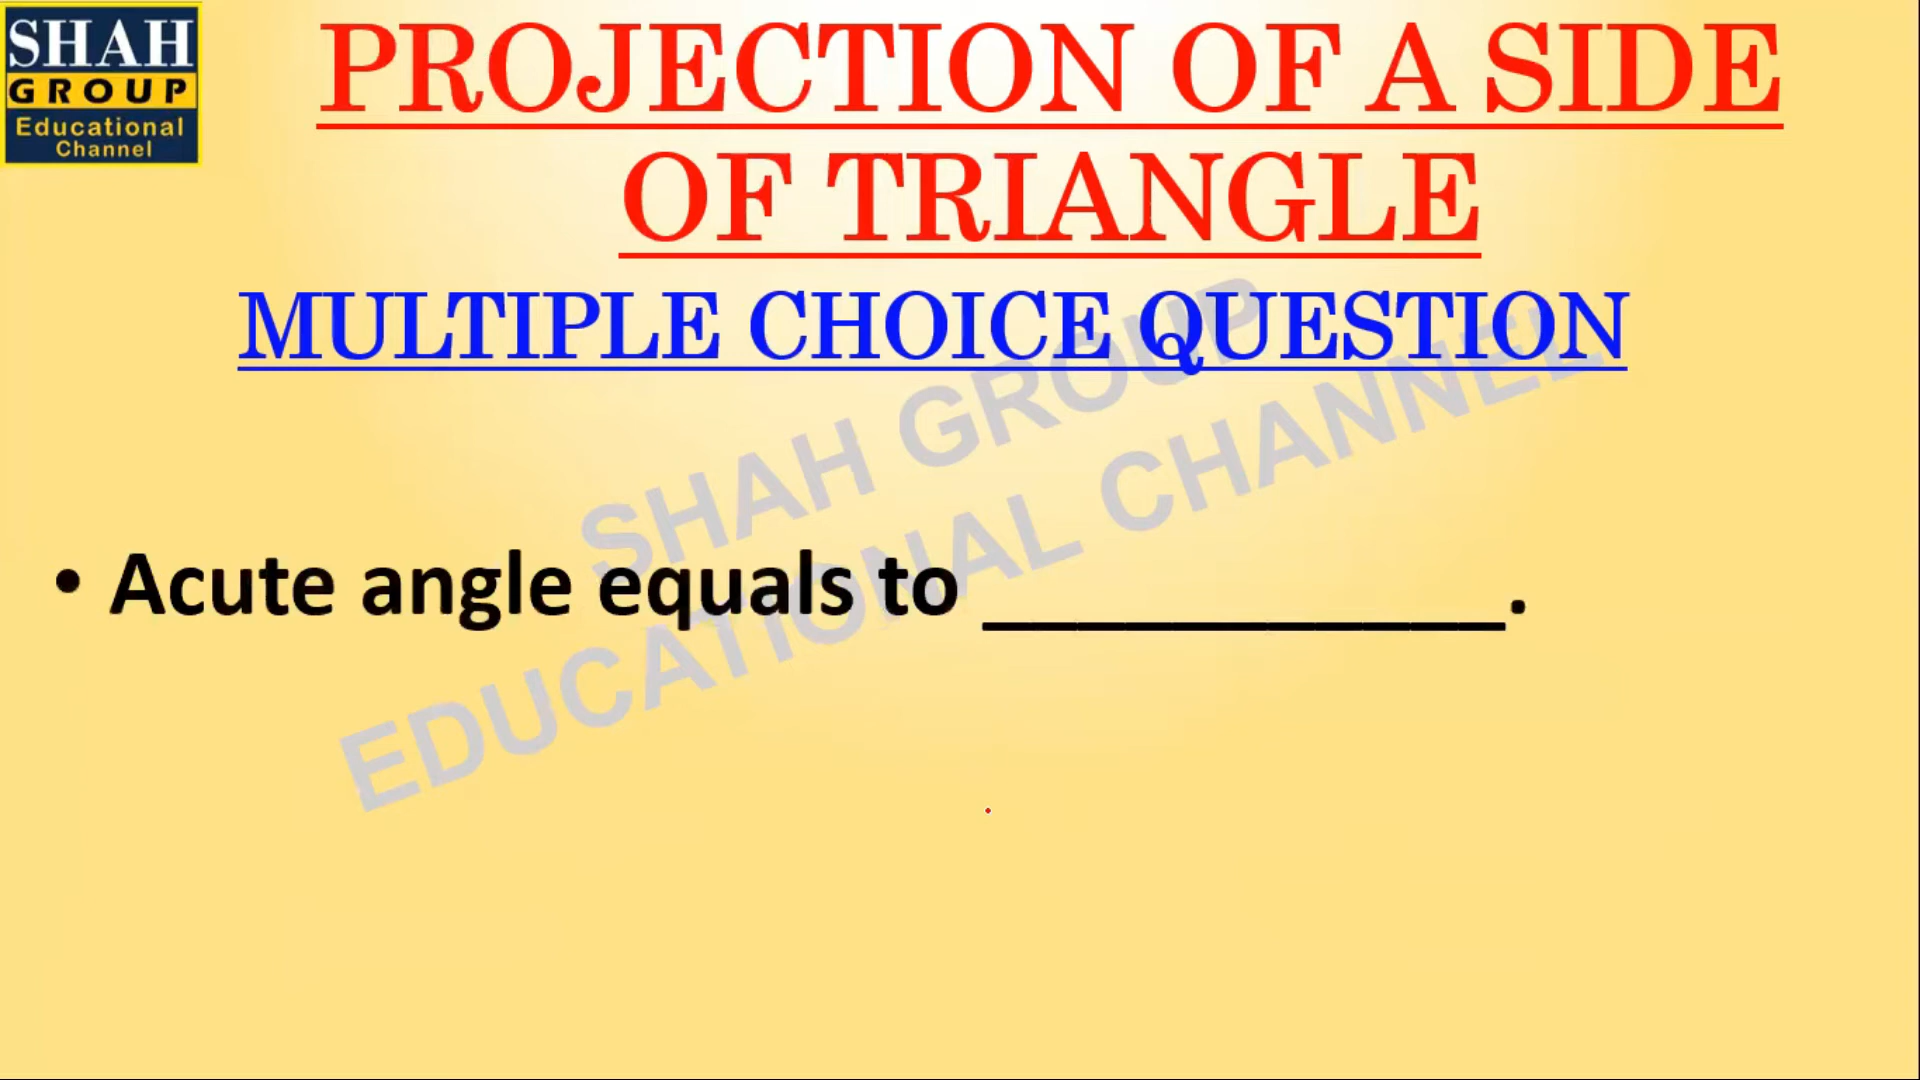 SHAH
GROUP
Educational
Channel
PROJECTION OF A SIDE
OF TRIANGLE
MULTIPLE CHOICE QUESTION
SHAH GROUP
EDUCATIONAL CHANNEL
• Acute angle equals to ___________.